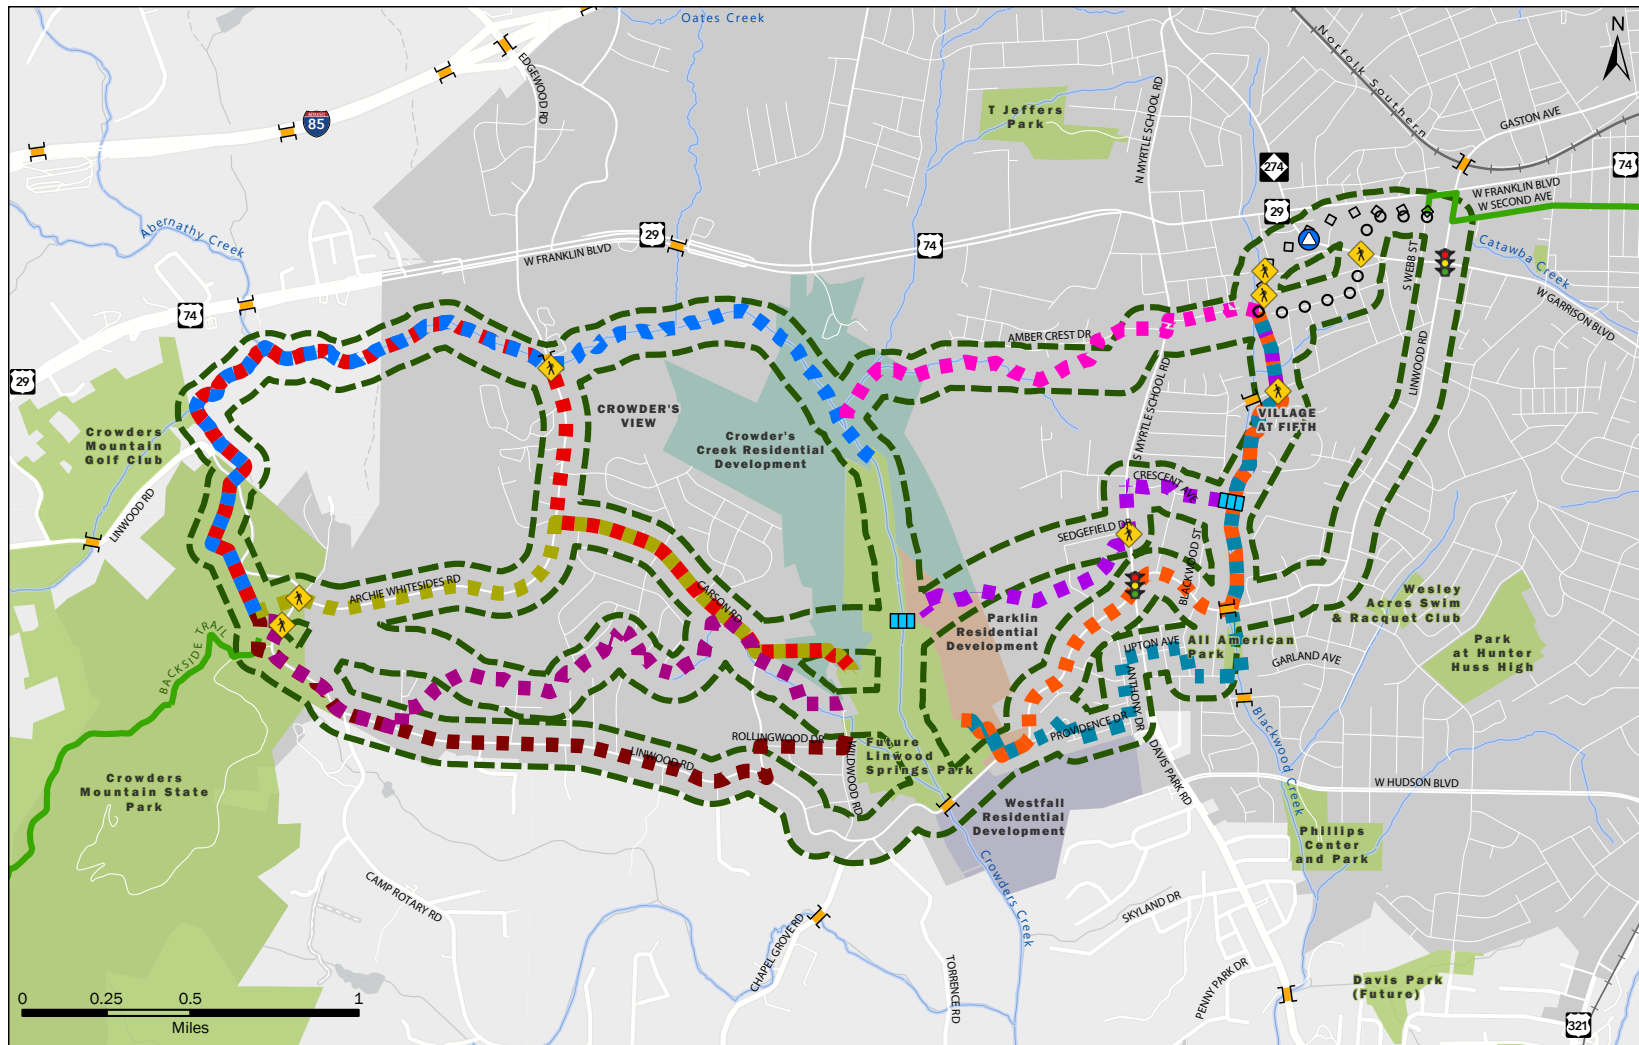 Oates Creek
N
Norfolk Southern
EDGEWOOD RD
INTERSTATE
85
T Jeffers
Park
N MYRTLE SCHOOL RD
GASTON AVE
274
74
W FRANKLIN BLVD
W SECOND AVE
29
Abernathy Creek
29
W FRANKLIN BLVD
74
Catawba Creek
S WEBB ST
W GARRISON BLVD
74
AMBER CREST DR
LINWOOD RD
29
S MYRTLE SCHOOL RD
CROWDER'S
VIEW
VILLAGE
AT FIFTH
Crowders
Mountain
Golf Club
Crowder's
Creek Residential
Development
CRESCENT AVE
LINWOOD RD
SEDGEFIELD DR
BLACKWOOD ST
ARCHIE WHITESIDES RD
CARSON RD
Wesley
Acres Swim
& Racquet Club
Parklin
Residential
Development
All American
Park
UPTON AVE
GARLAND AVE
Park
at Hunter
Huss High
BACKSIDE TRAIL
ANTHONY DR
PROVIDENCE DR
ROLLINGWOOD DR
LINWOOD RD
WILDWOOD RD
Future
Linwood
Springs Park
DAVIS PARK RD
Blackwood Creek
W HUDSON BLVD
Crowders
Mountain State
Park
Westfall
Residential
Development
Phillips
Center
and Park
CAMP ROTARY RD
Crowders Creek
SKYLAND DR
CHAPEL GROVE RD
TORRENCE RD
PENNY PARK DR
Davis Park
(Future)
0 0.25 0.5 1
Miles
321